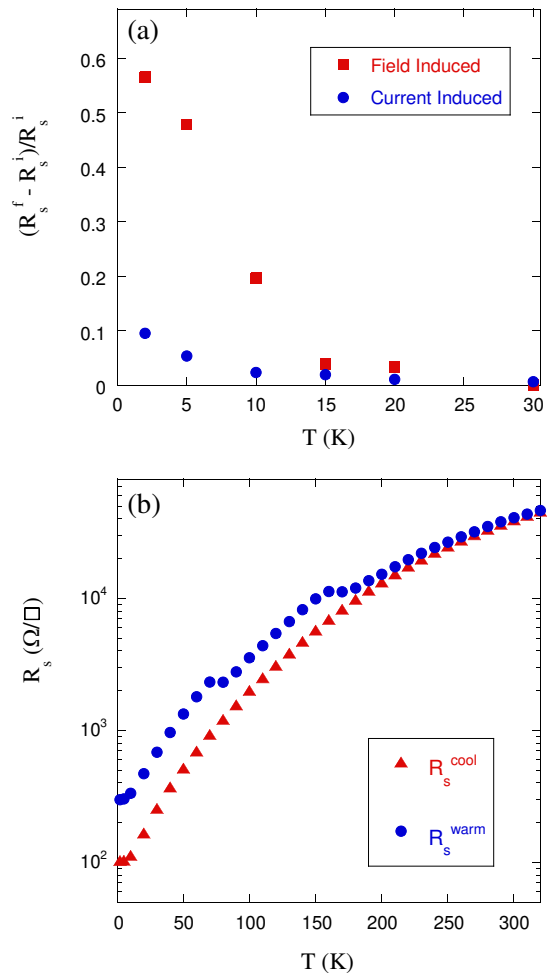 (a)
Field Induced
Current Induced
(R_s^f - R_s^i)/R_s^i
0.6
0.5
0.4
0.3
0.2
0.1
0
0 5 10 15 20 25 30
T (K)
(b)
R_s (Ω/□)
10^4
10^3
10^2
R_s^cool
R_s^warm
0 50 100 150 200 250 300
T (K)